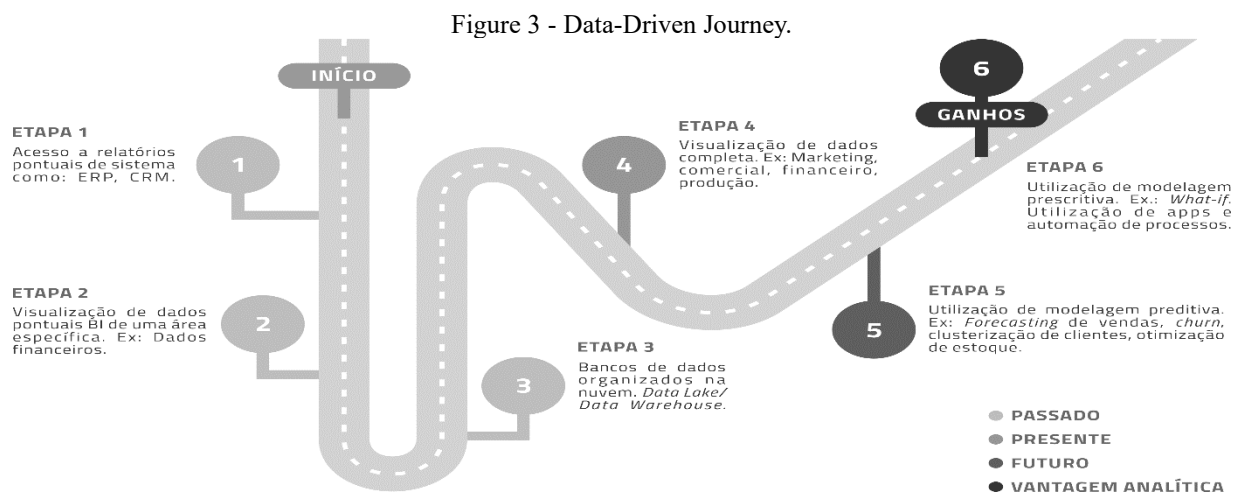 Figure 3 - Data-Driven Journey.
INÍCIO
ETAPA 1
Acesso a relatórios
pontuais de sistema
como: ERP, CRM.
1
ETAPA 2
Visualização de dados
pontuais BI de uma área
específica. Ex: Dados
financeiros.
2
3
ETAPA 3
Bancos de dados
organizados na
nuvem. Data Lake/
Data Warehouse.
4
ETAPA 4
Visualização de dados
completa. Ex: Marketing,
comercial, financeiro,
produção.
5
ETAPA 5
Utilização de modelagem preditiva.
Ex: Forecasting de vendas, churn,
clusterização de clientes, otimização
de estoque.
6
GANHOS
ETAPA 6
Utilização de modelagem
prescritiva. Ex.: What-if.
Utilização de apps e
automação de processos.
PASSADO
PRESENTE
FUTURO
VANTAGEM ANALÍTICA